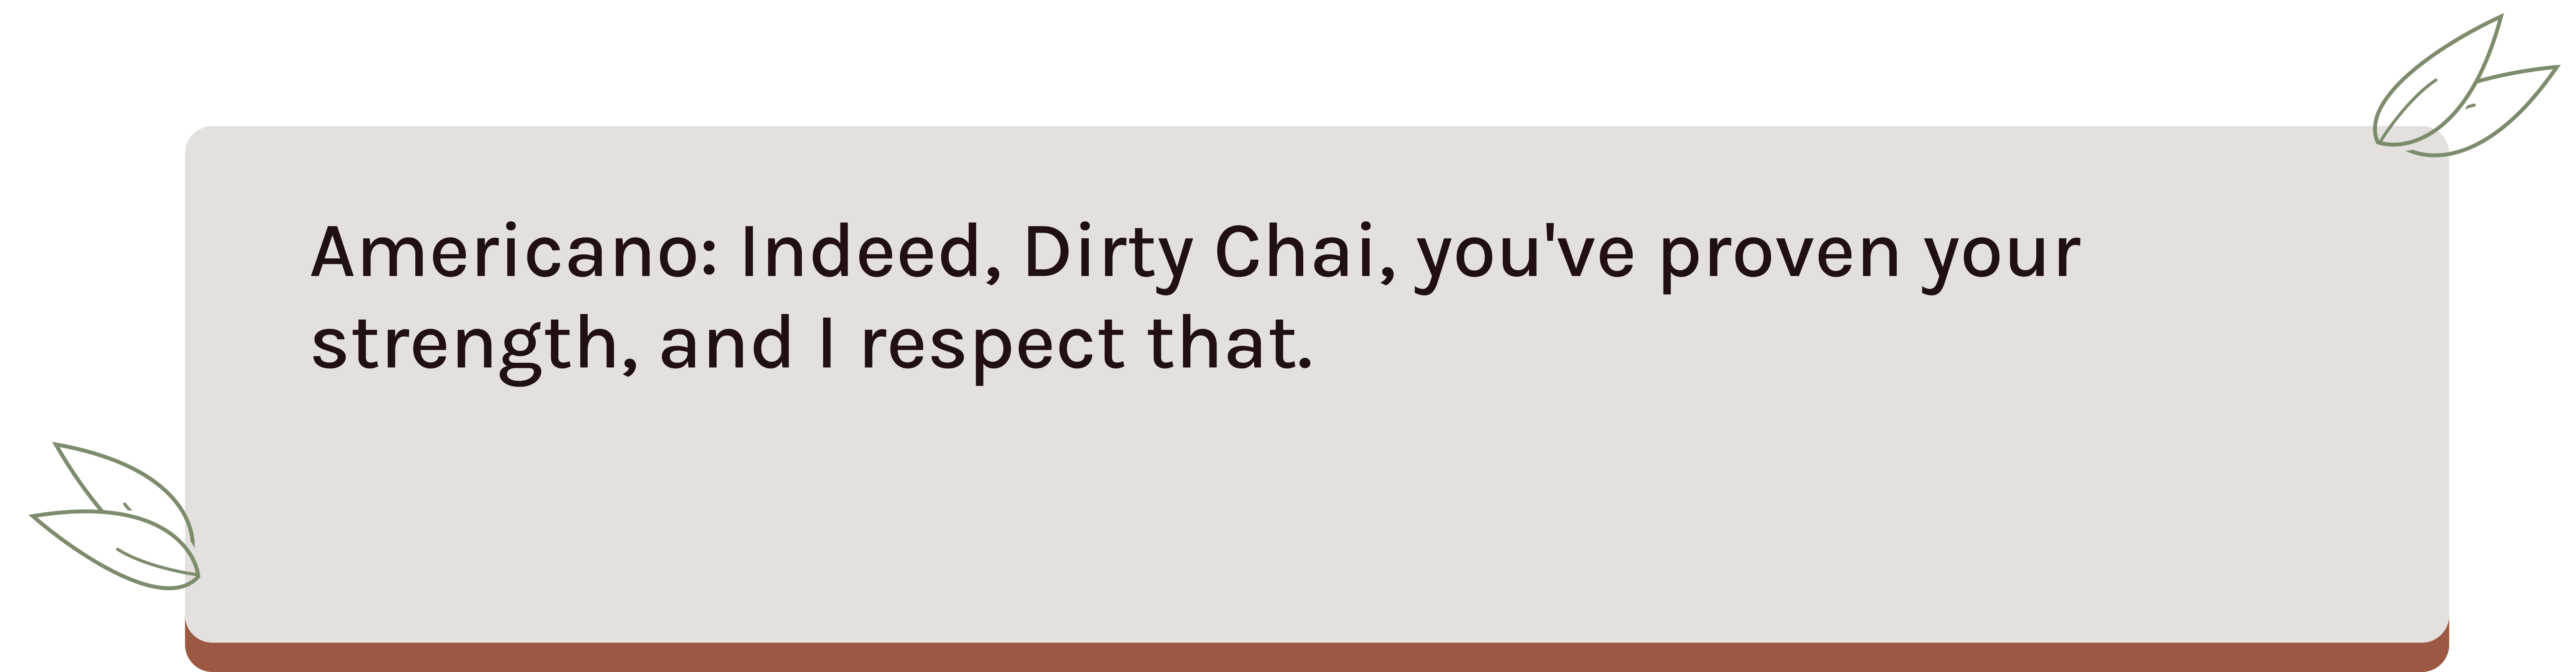 Americano: Indeed, Dirty Chai, you've proven your
strength, and I respect that.